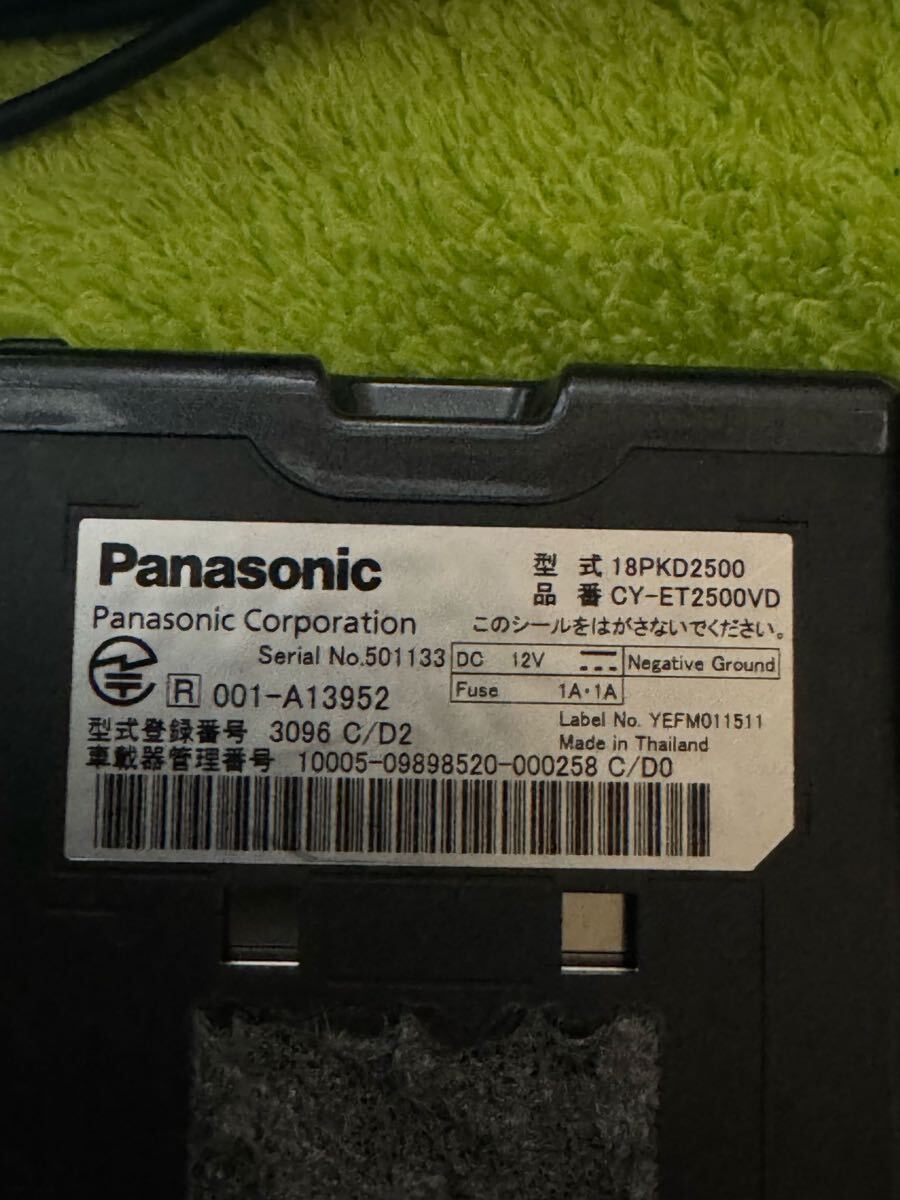 Panasonic
型 式 18PKD2500
品 番 CY-ET2500VD
Panasonic Corporation
このシールをはがさないでください。
Serial No.501133
DC 12V
Negative Ground
Fuse 1A・1A
R 001-A13952
Label No. YEFM011511
型式登録番号 3096 C/D2
Made in Thailand
車載器管理番号 10005-09898520-000258 C/D0